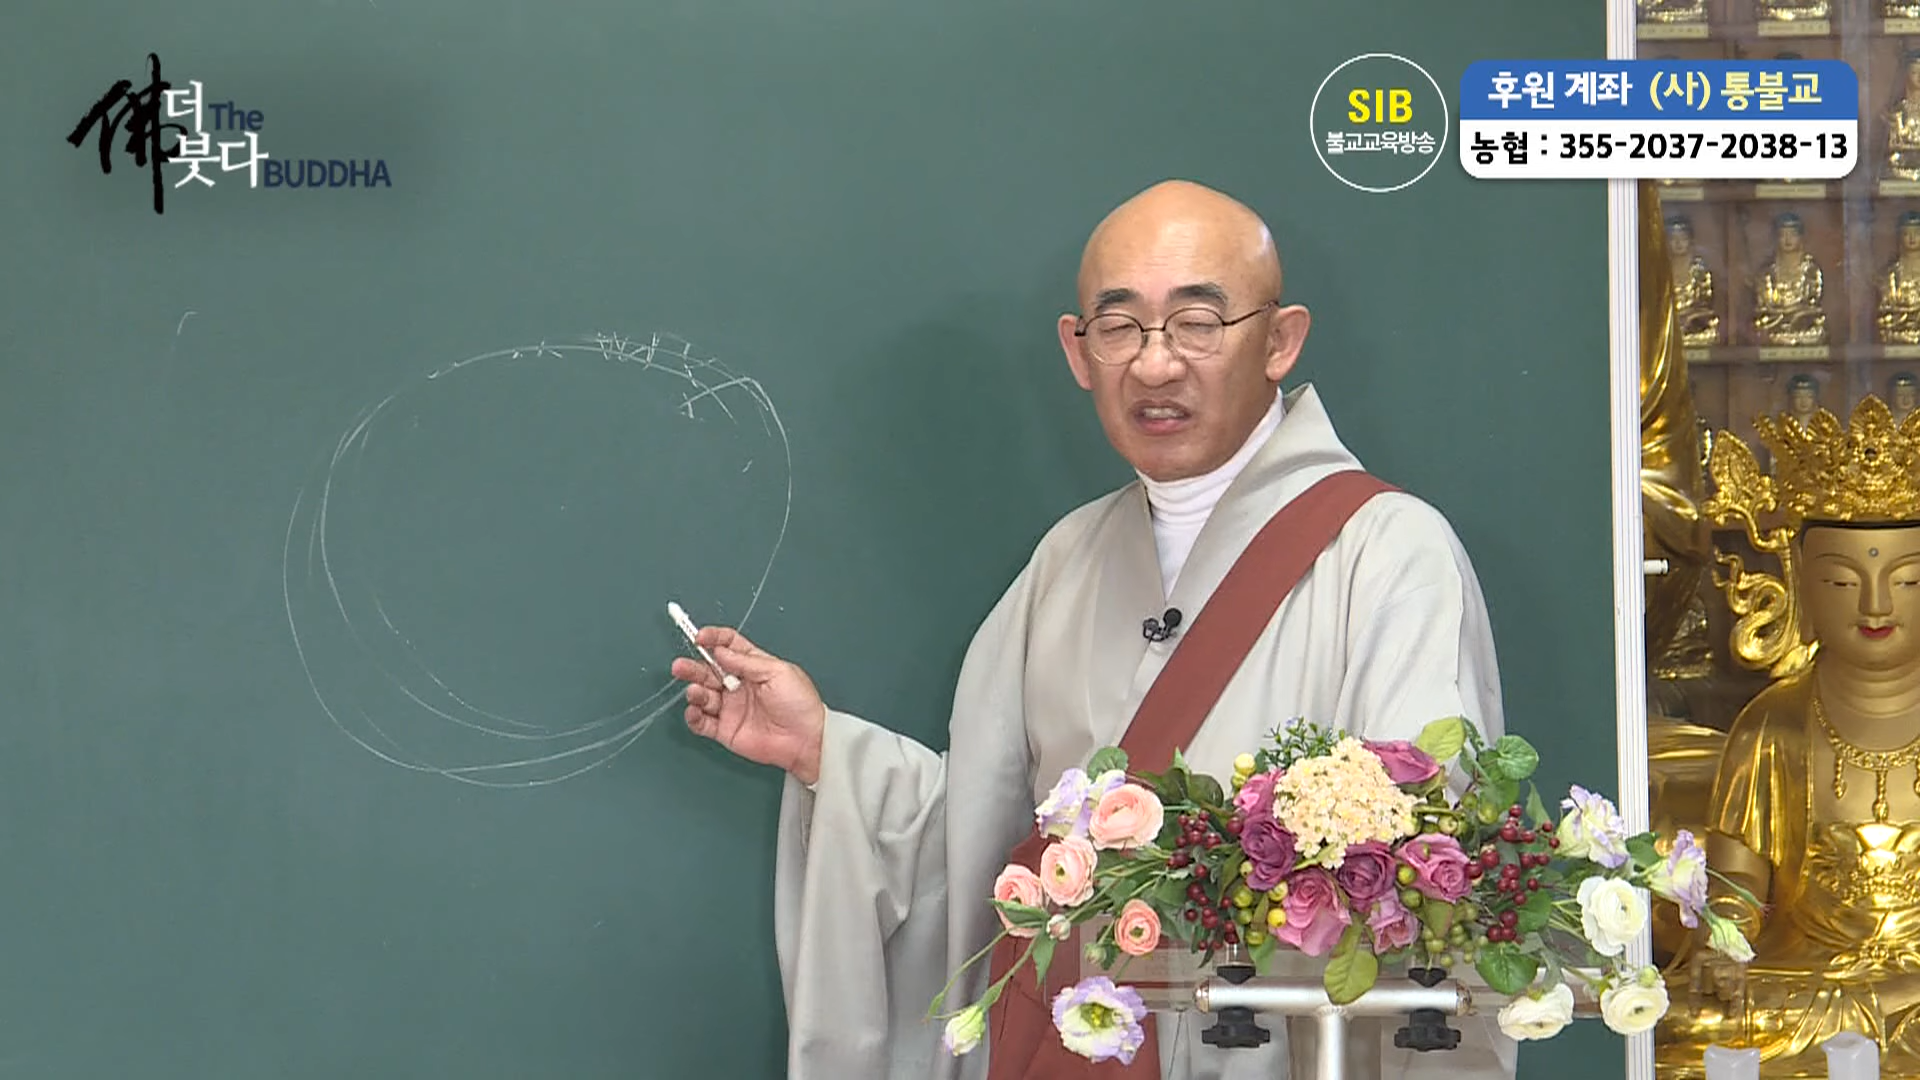 佛
더 The
붓다 BUDDHA
SIB
불교교육방송
후원 계좌 (사) 통불교
농협 : 355-2037-2038-13